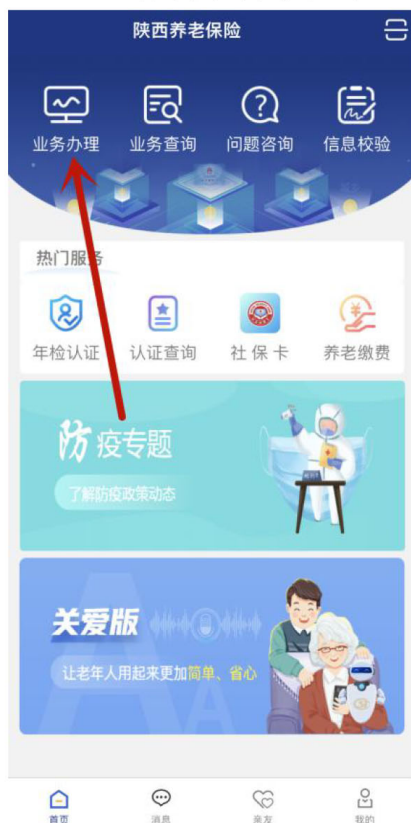 陕西养老保险
业务办理 业务查询 问题咨询 信息校验
热门服务
年检认证 认证查询 社保卡 养老缴费
防疫专题
了解防疫政策动态
关爱版
让老年人用起来更加简单、省心
首页 消息 亲友 我的